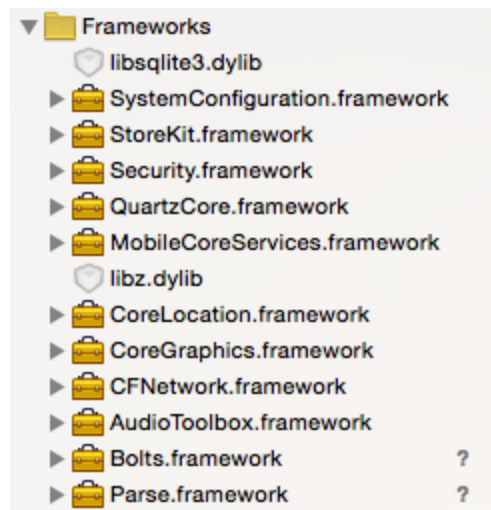 Frameworks
libsqlite3.dylib
SystemConfiguration.framework
StoreKit.framework
Security.framework
QuartzCore.framework
MobileCoreServices.framework
libz.dylib
CoreLocation.framework
CoreGraphics.framework
CFNetwork.framework
AudioToolbox.framework
Bolts.framework ?
Parse.framework ?